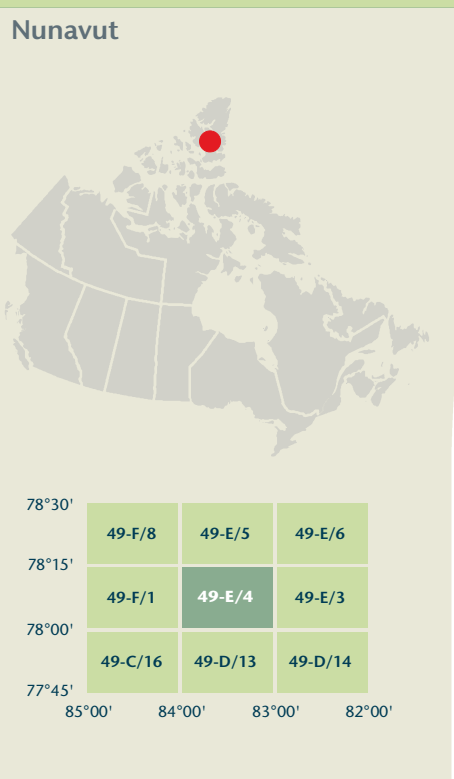 Nunavut
78°30'
49-F/8 49-E/5 49-E/6
78°15'
49-F/1 49-E/4 49-E/3
78°00'
49-C/16 49-D/13 49-D/14
77°45'
85°00' 84°00' 83°00' 82°00'